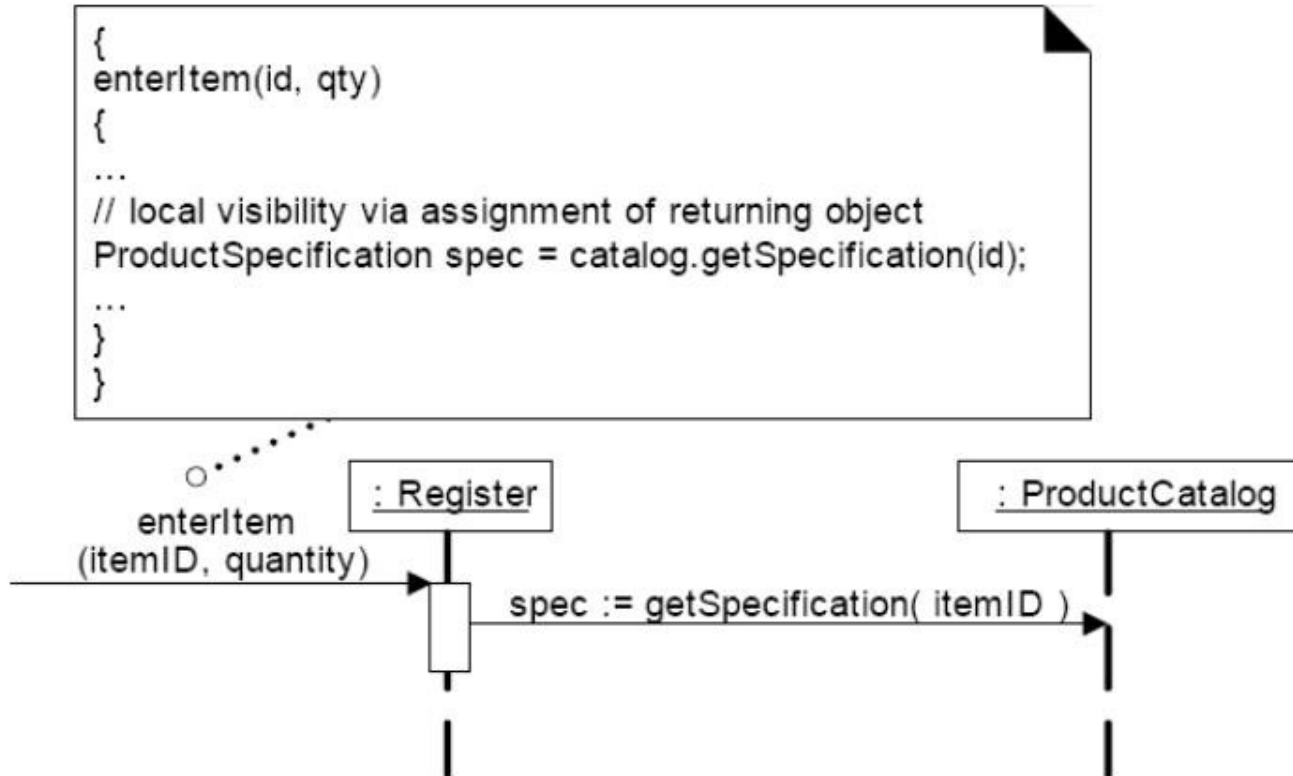 {
enterItem(id, qty)
{
...
// local visibility via assignment of returning object
ProductSpecification spec = catalog.getSpecification(id);
...
}
}
: Register
: ProductCatalog
enterItem
(itemID, quantity)
spec := getSpecification( itemID )